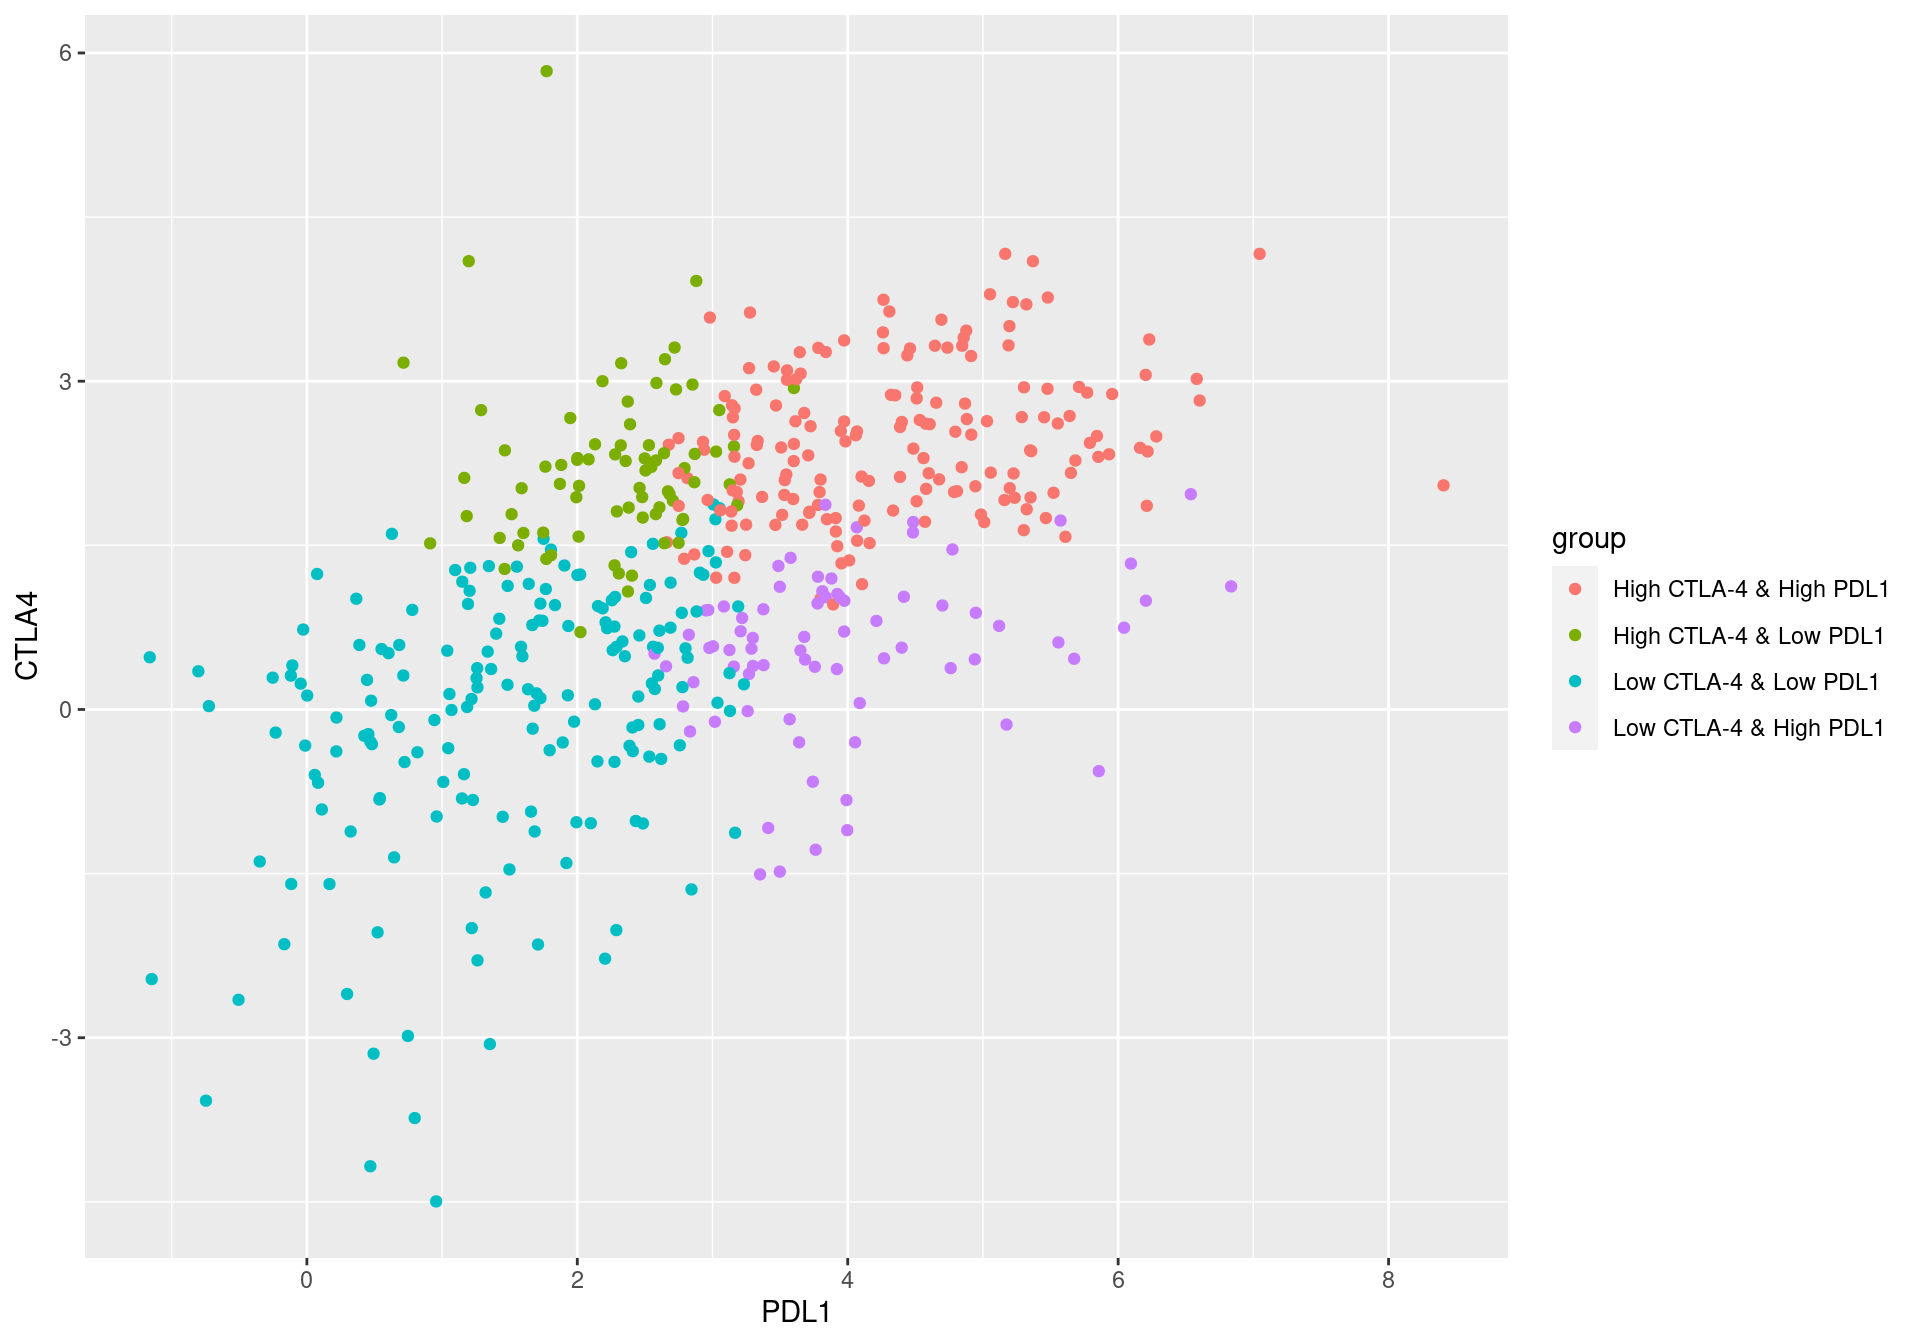 6
3
0
-3
CTLA4
0 2 4 6 8
PDL1
group
High CTLA-4 & High PDL1
High CTLA-4 & Low PDL1
Low CTLA-4 & Low PDL1
Low CTLA-4 & High PDL1